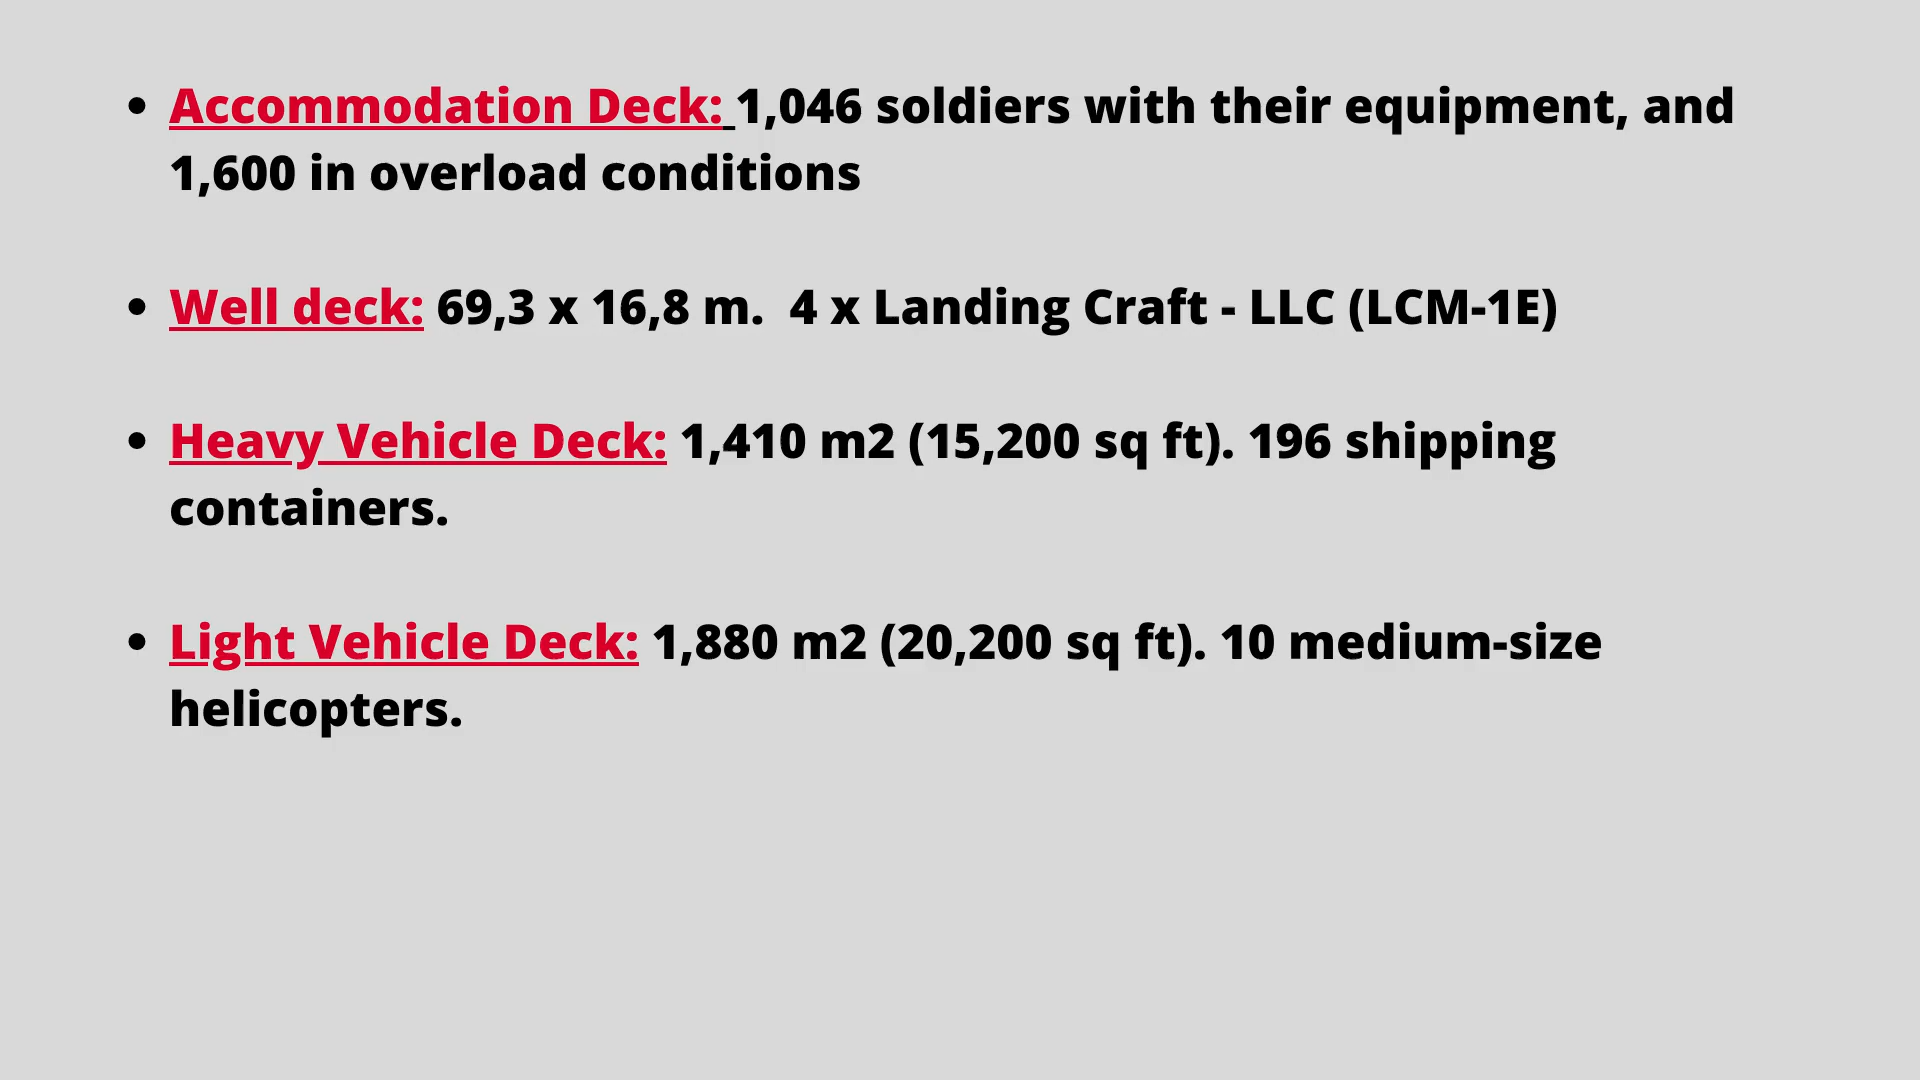 • Accommodation Deck: 1,046 soldiers with their equipment, and
1,600 in overload conditions
• Well deck: 69,3 x 16,8 m.  4 x Landing Craft - LLC (LCM-1E)
• Heavy Vehicle Deck: 1,410 m2 (15,200 sq ft). 196 shipping
containers.
• Light Vehicle Deck: 1,880 m2 (20,200 sq ft). 10 medium-size
helicopters.